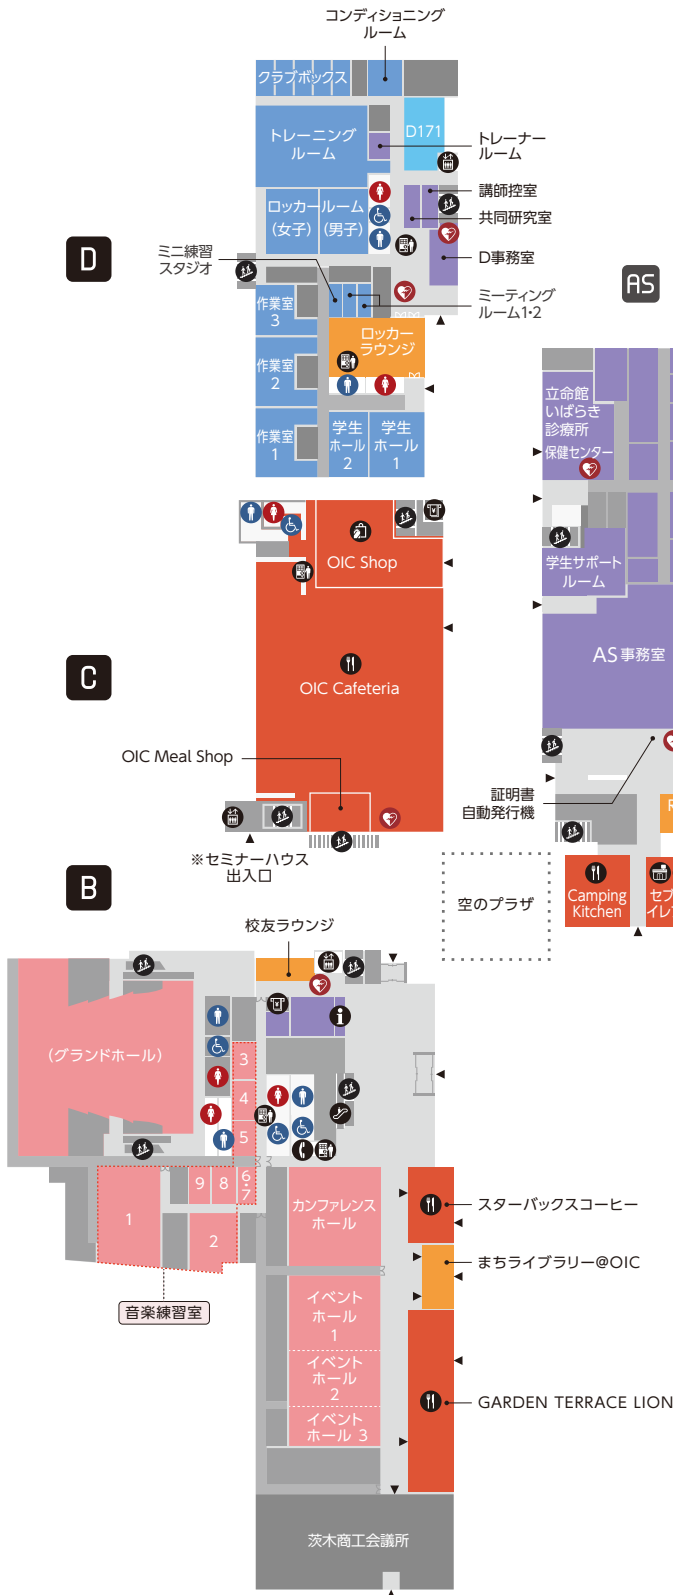 コンディショニング
ルーム
クラブボックス
トレーニング
ルーム
D171
トレーナー
ルーム
講師控室
共同研究室
D事務室
ロッカールーム
(女子)
(男子)
D
ミニ練習
スタジオ
ミーティング
ルーム1・2
作業室
3
ロッカー
ラウンジ
作業室
2
作業室
1
学生
ホール
2
学生
ホール
1
AS
立命館
いばらき
診療所
保健センター
学生サポート
ルーム
AS事務室
証明書
自動発行機
OIC Shop
C
OIC Cafeteria
OIC Meal Shop
※セミナーハウス
出入口
Camping
Kitchen
空のプラザ
B
校友ラウンジ
(グランドホール)
3
4
5
6・
7
9
8
1
2
音楽練習室
カンファレンス
ホール
スターバックスコーヒー
まちライブラリー@OIC
イベント
ホール
1
イベント
ホール
2
イベント
ホール 3
GARDEN TERRACE LION
茨木商工会議所